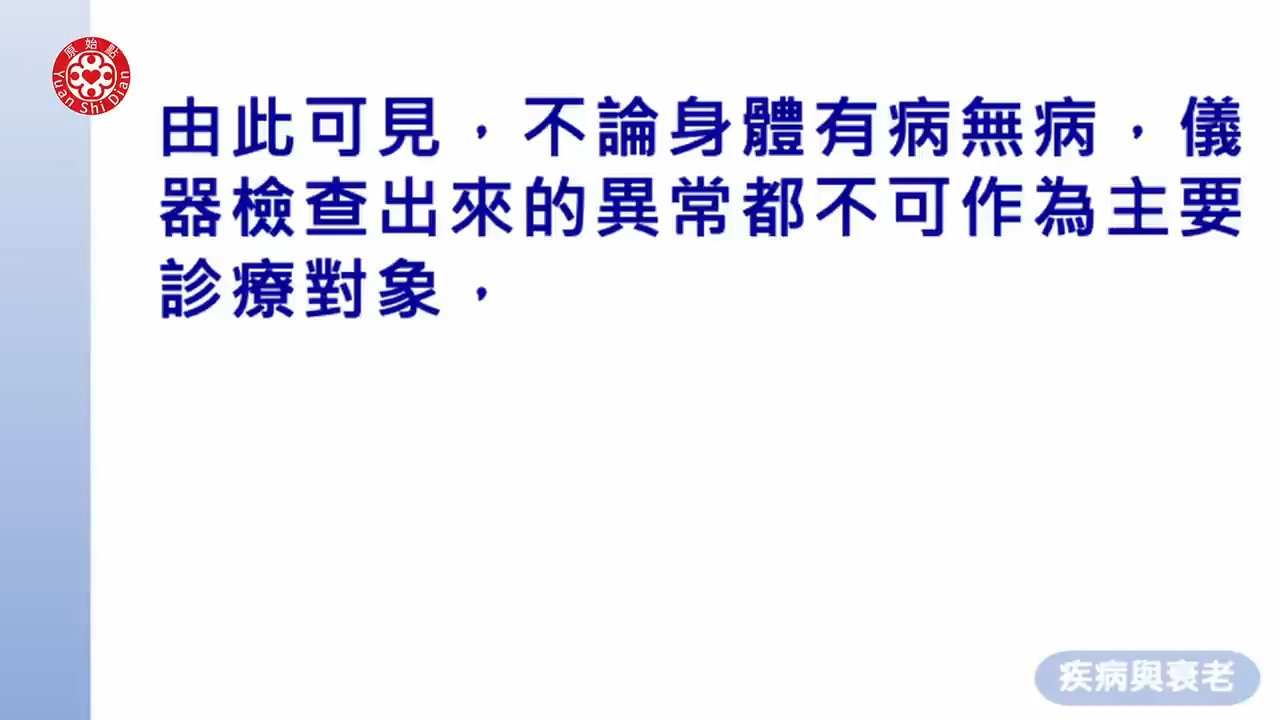 原始點
Yuan Shi Dian
由此可見，不論身體有病無病，儀
器檢查出來的異常都不可作為主要
診療對象，
疾病與衰老